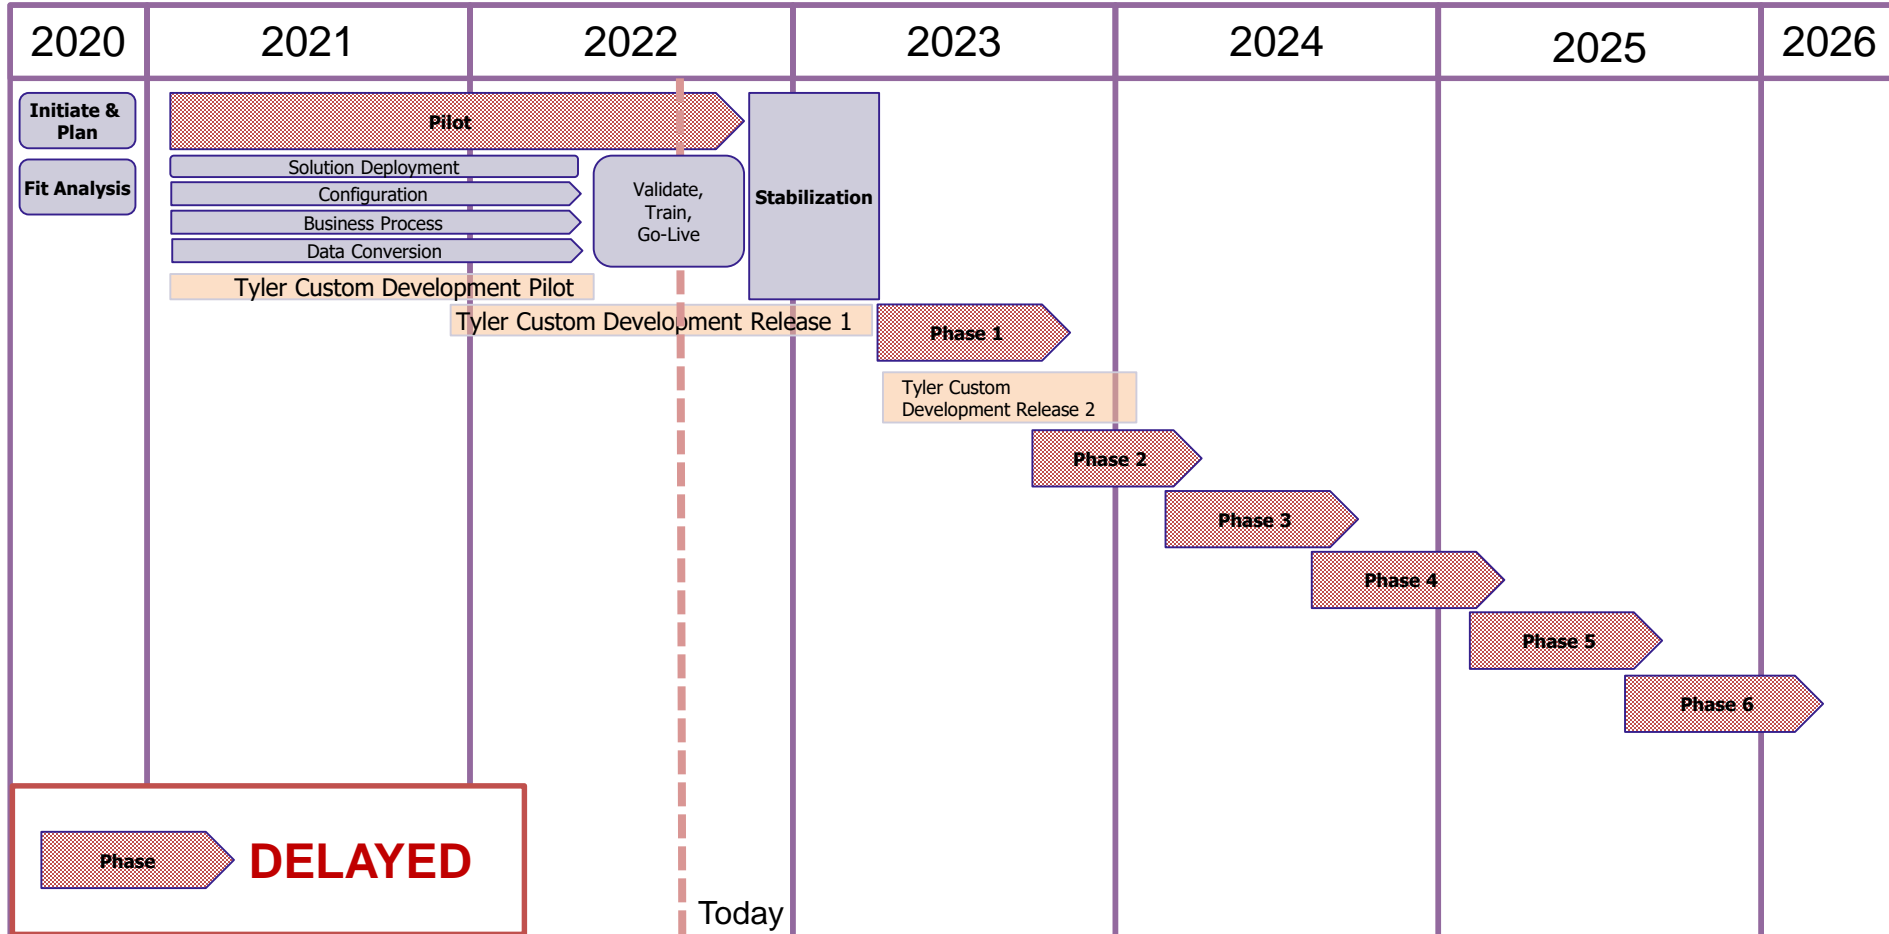 2020
2021
2022
2023
2024
2025
2026
Initiate &
Plan
Pilot
Fit Analysis
Solution Deployment
Configuration
Business Process
Data Conversion
Validate,
Train,
Go-Live
Stabilization
Tyler Custom Development Pilot
Tyler Custom Development Release 1
Phase 1
Tyler Custom
Development Release 2
Phase 2
Phase 3
Phase 4
Phase 5
Phase 6
Phase
DELAYED
Today